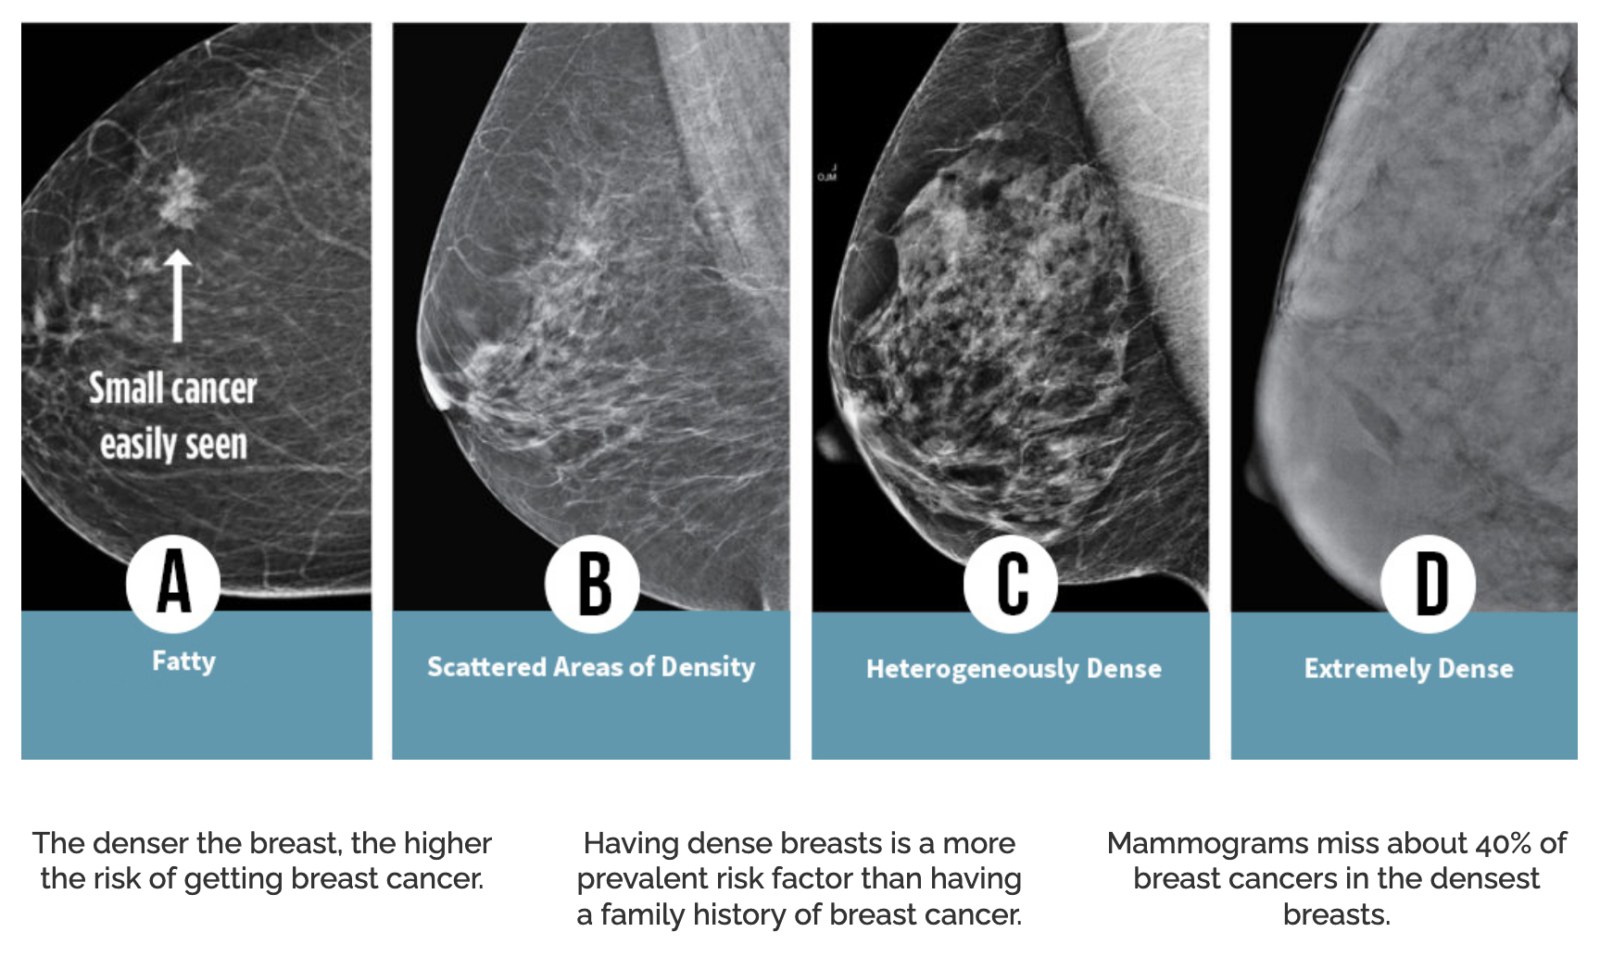 Small cancer
easily seen
OJM
A
B
C
D
Fatty
Scattered Areas of Density
Heterogeneously Dense
Extremely Dense
The denser the breast, the higher
the risk of getting breast cancer.
Having dense breasts is a more
prevalent risk factor than having
a family history of breast cancer.
Mammograms miss about 40% of
breast cancers in the densest
breasts.